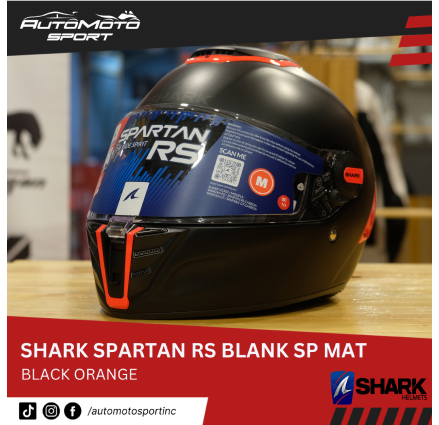 AUTOMOTO
SPORT
SPARTAN
RS
SCAN ME
M
SHARK
SHARK SPARTAN RS BLANK SP MAT
BLACK ORANGE
SHARK
HELMETS
/automotosportinc